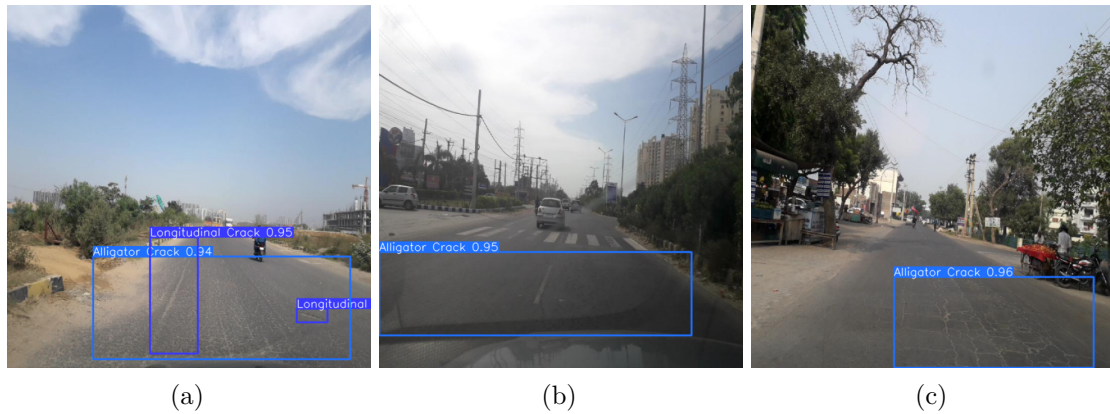 Longitudinal Crack 0.95
Alligator Crack 0.94
Longitudinal
Alligator Crack 0.95
Alligator Crack 0.96
(a)
(b)
(c)